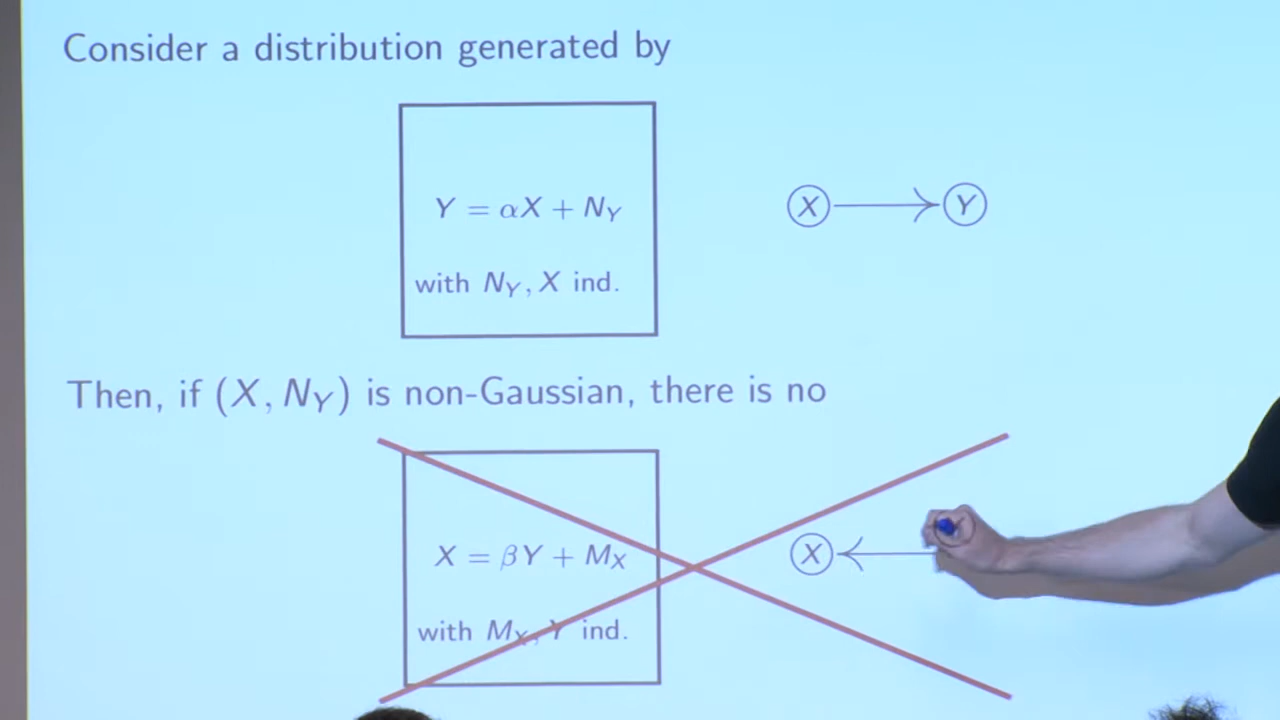 Consider a distribution generated by
Y = αX + N_Y
X Y
with N_Y, X ind.
Then, if (X, N_Y) is non-Gaussian, there is no
X = βY + M_X
X
with M_X, Y ind.